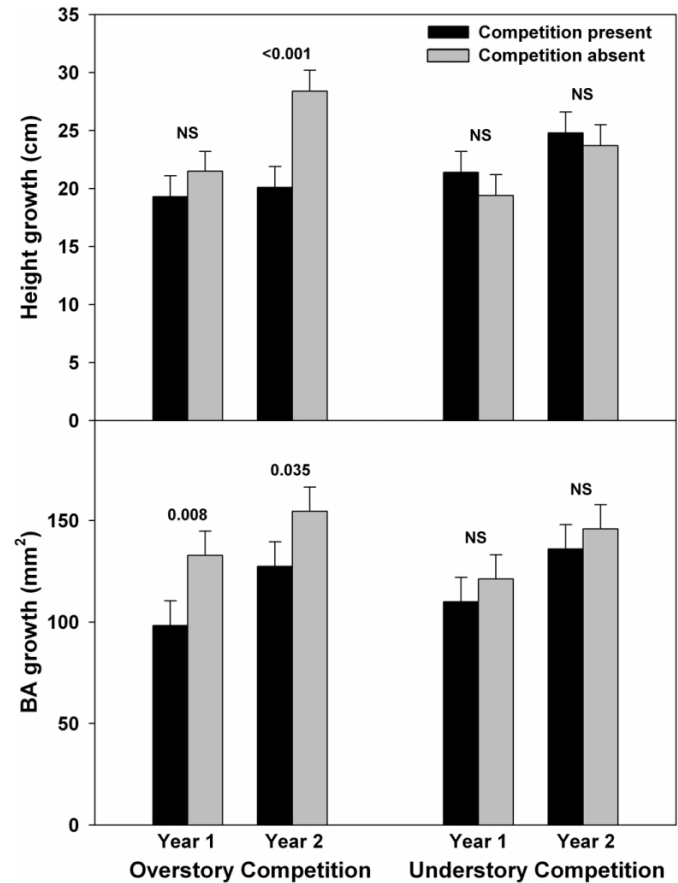 Competition present
Competition absent
Height growth (cm)
35
30
25
20
15
10
5
0
NS
<0.001
NS
NS
BA growth (mm²)
150
100
50
0
0.008
0.035
NS
NS
Year 1 Year 2 Year 1 Year 2
Overstory Competition Understory Competition